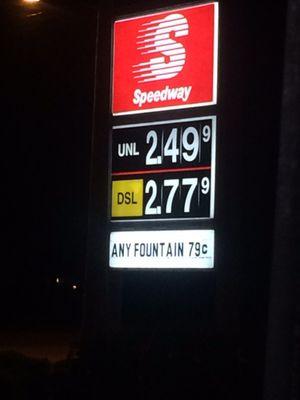 S
Speedway
UNL 2.49 9
DSL 2.77 9
ANY FOUNTAIN 79c